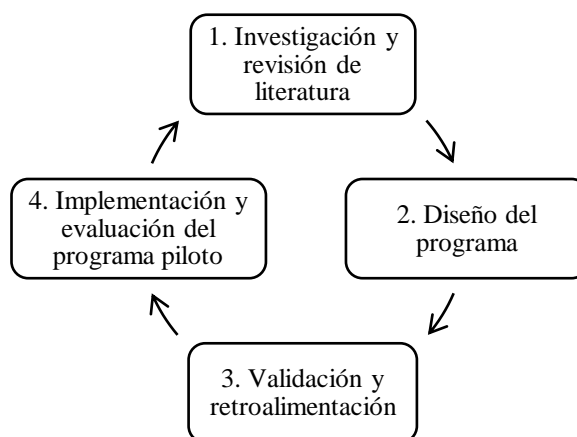 1. Investigación y
revisión de
literatura
2. Diseño del
programa
3. Validación y
retroalimentación
4. Implementación y
evaluación del
programa piloto